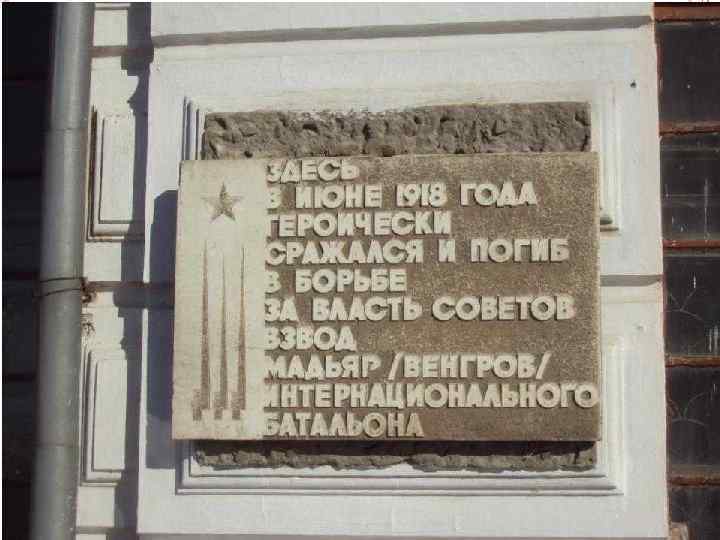 ЗДЕСЬ
В ИЮНЕ 1918 ГОДА
ГЕРОИЧЕСКИ
СРАЖАЛСЯ И ПОГИБ
В БОРЬБЕ
ЗА ВЛАСТЬ СОВЕТОВ
ВЗВОД
МАДЬЯР /ВЕНГРОВ/
ИНТЕРНАЦИОНАЛЬНОГО
БАТАЛЬОНА